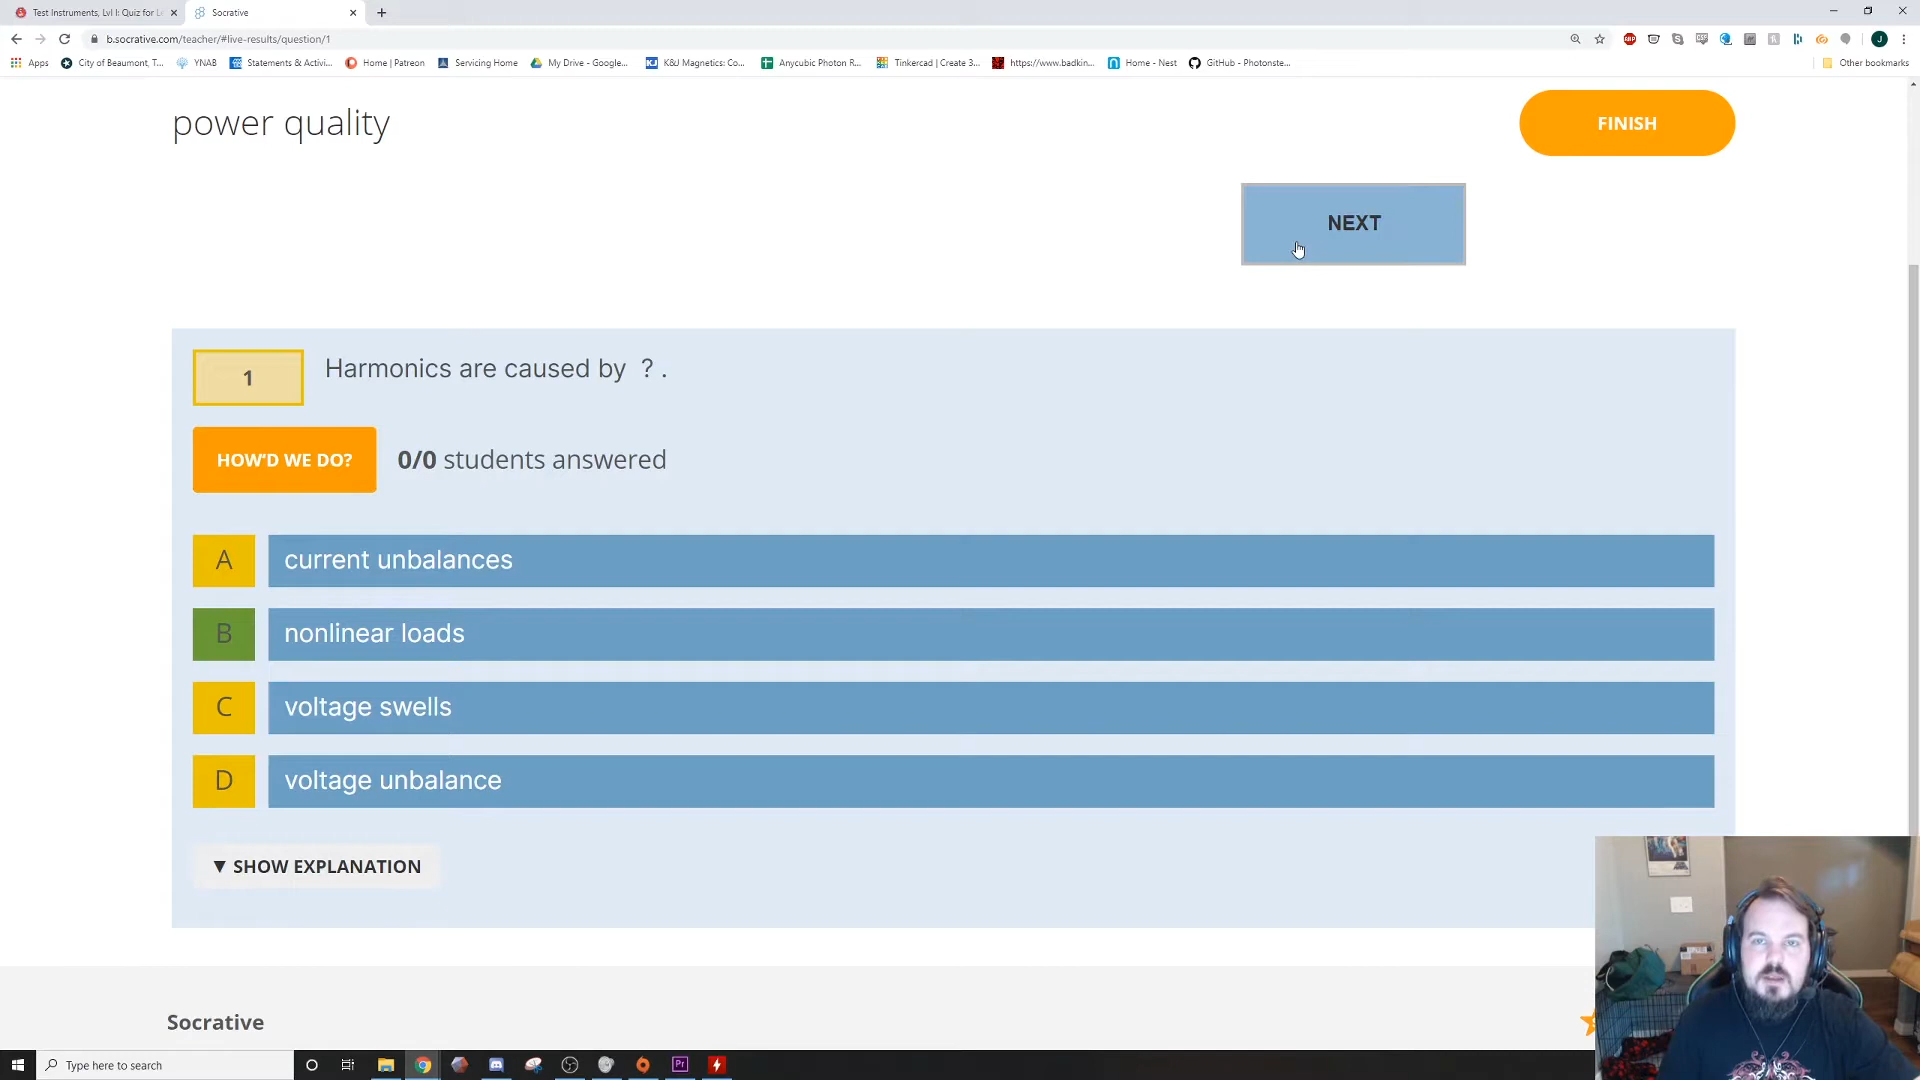 Test Instruments, Lvl I: Quiz for L
Socrative
b.socrative.com/teacher/#live-results/question/1
Apps
City of Beaumont, T...
YNAB
Statements & Activi...
Home | Patreon
Servicing Home
My Drive - Google...
K&J Magnetics: Co...
Anycubic Photon R...
Tinkercad | Create 3...
https://www.badkin...
Home - Nest
GitHub - Photonste...
Other bookmarks
power quality
FINISH
NEXT
1
Harmonics are caused by ? .
HOW'D WE DO?
0/0 students answered
A
current unbalances
B
nonlinear loads
C
voltage swells
D
voltage unbalance
▼ SHOW EXPLANATION
Socrative
Type here to search